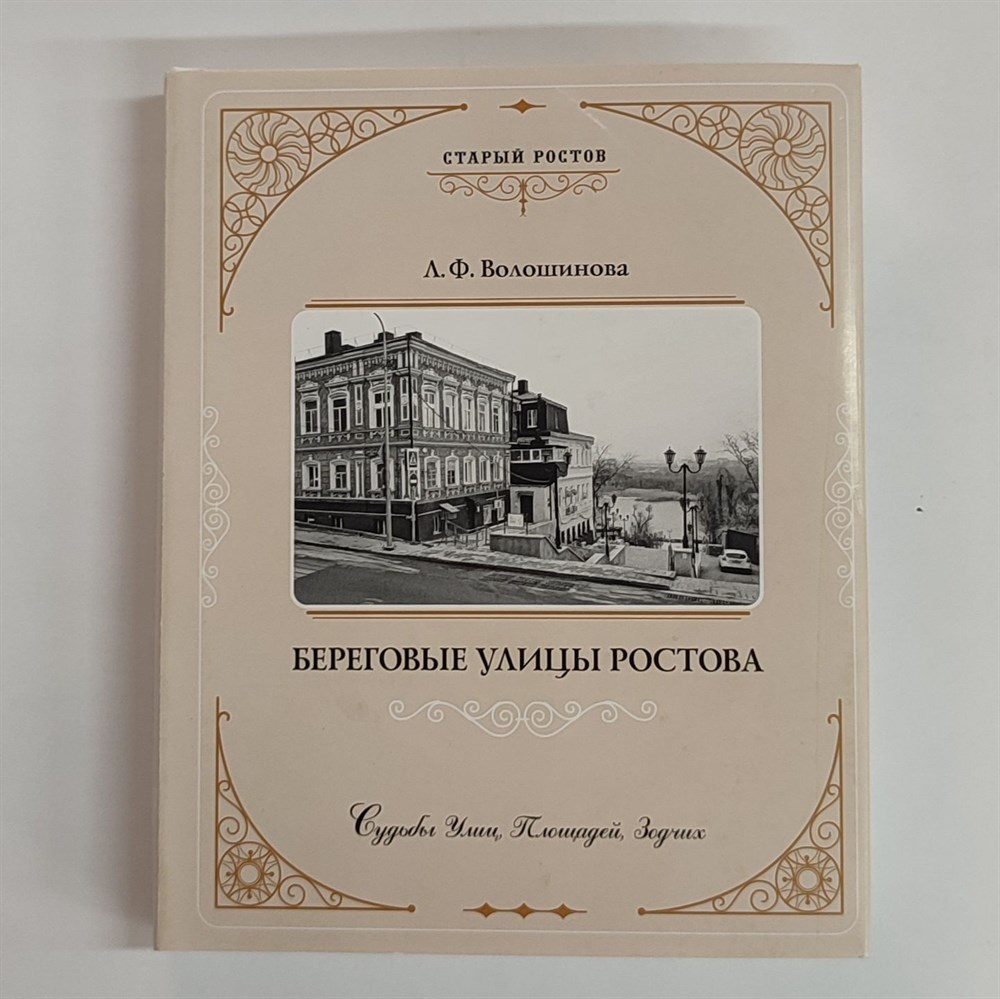 СТАРЫЙ РОСТОВ
Л. Ф. Волошинова
БЕРЕГОВЫЕ УЛИЦЫ РОСТОВА
Судьбы Улиц, Площадей, Зодчих